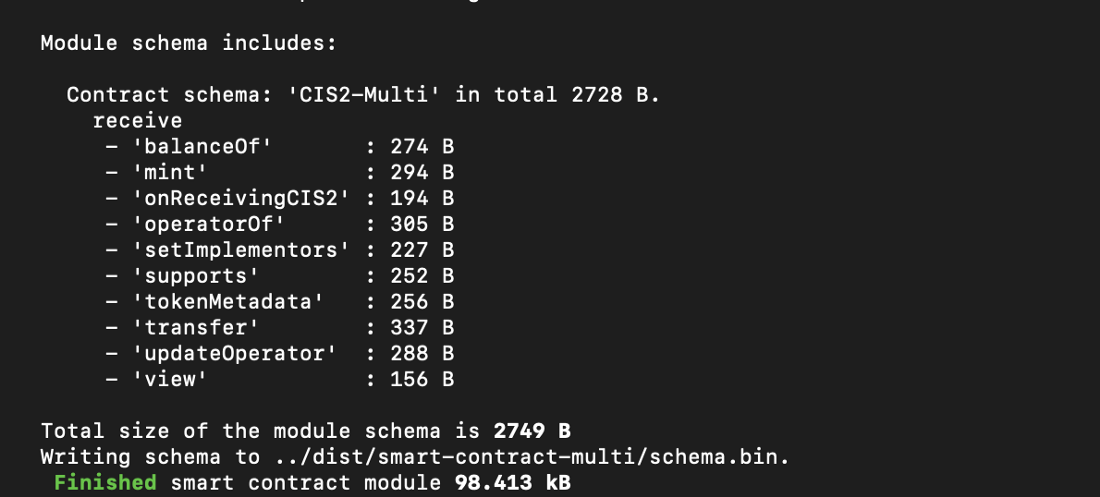 Module schema includes:
Contract schema: 'CIS2-Multi' in total 2728 B.
receive
- 'balanceOf' : 274 B
- 'mint' : 294 B
- 'onReceivingCIS2' : 194 B
- 'operatorOf' : 305 B
- 'setImplementors' : 227 B
- 'supports' : 252 B
- 'tokenMetadata' : 256 B
- 'transfer' : 337 B
- 'updateOperator' : 288 B
- 'view' : 156 B
Total size of the module schema is 2749 B
Writing schema to ../dist/smart-contract-multi/schema.bin.
Finished smart contract module 98.413 kB